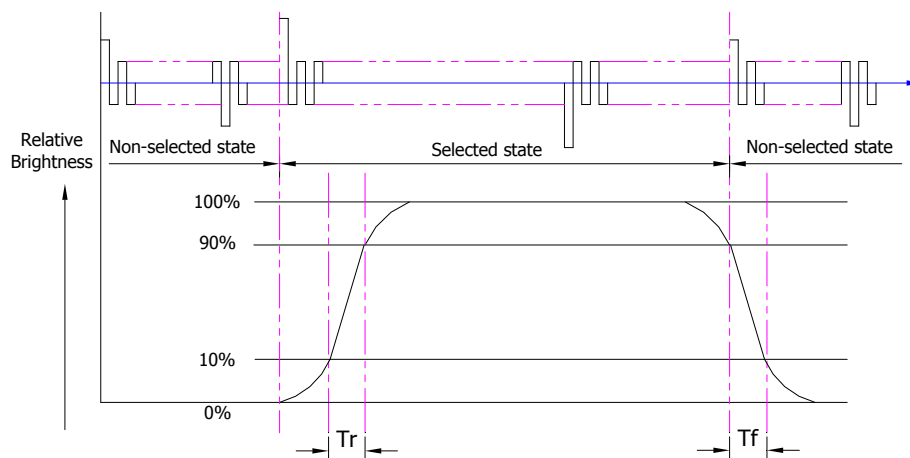 Relative
Brightness
Non-selected state
Selected state
Non-selected state
100%
90%
10%
0%
Tr
Tf